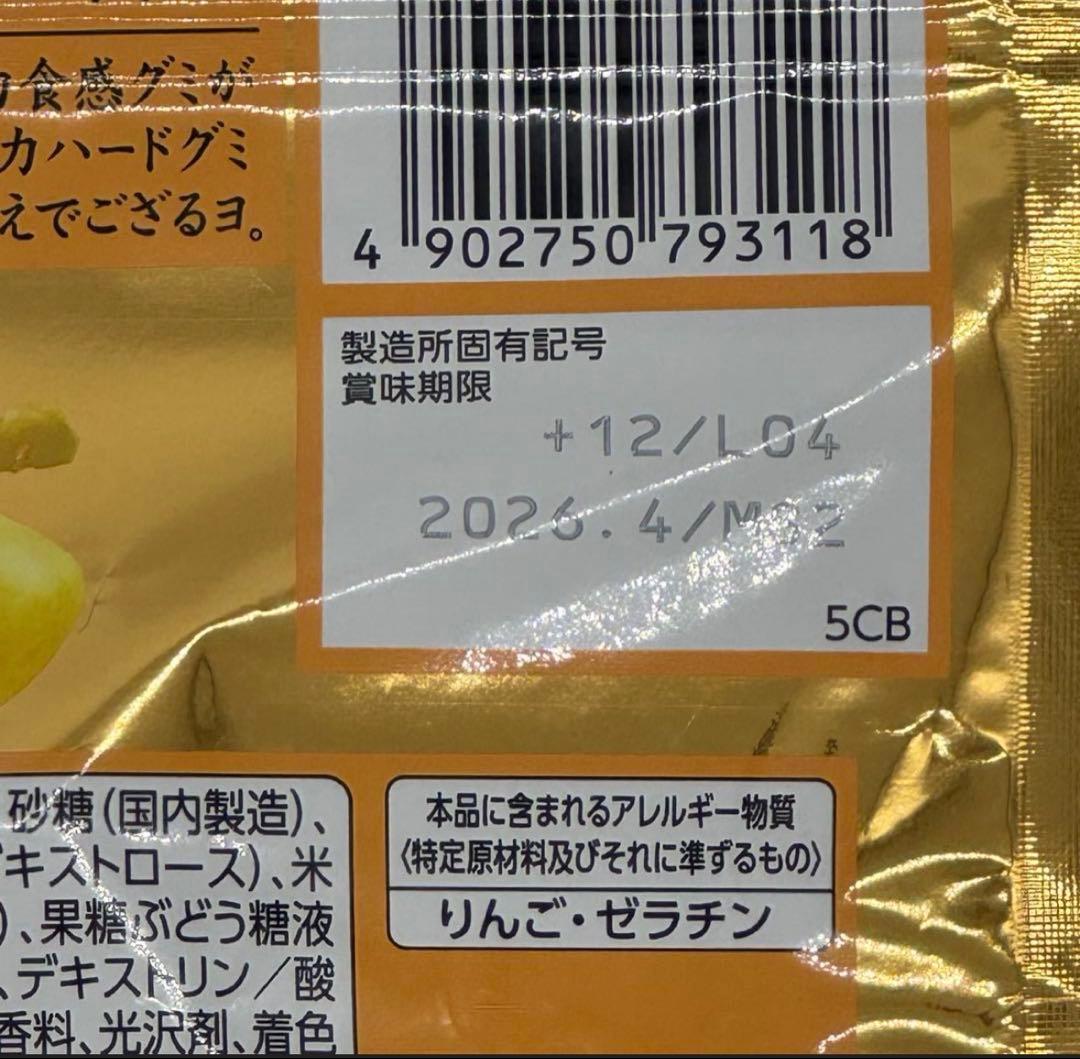 食感グミが
カハードグミ
えでござるヨ。
4 902750 793118
製造所固有記号
賞味期限
+12/L04
2026.4/M32
5CB
砂糖(国内製造)、
キストロース)、米
)、果糖ぶどう糖液
、デキストリン/酸
香料、光沢剤、着色
本品に含まれるアレルギー物質
〈特定原材料及びそれに準ずるもの〉
りんご・ゼラチン